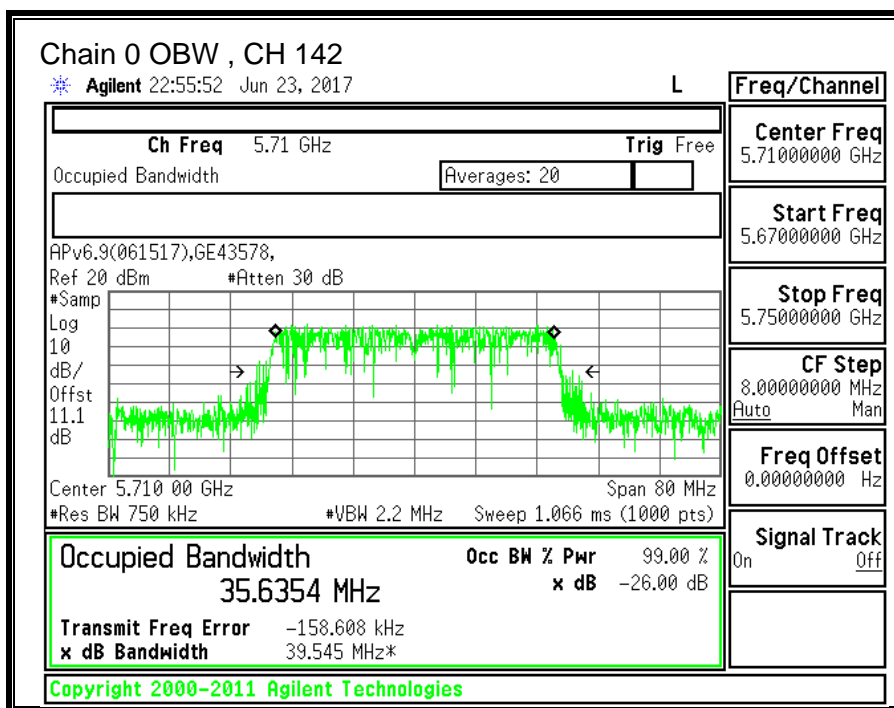 Chain 0 OBW , CH 142
Agilent 22:55:52 Jun 23, 2017 L
Freq/Channel
Ch Freq 5.71 GHz Trig Free
Occupied Bandwidth Averages: 20
Center Freq
5.71000000 GHz
Start Freq
5.67000000 GHz
Stop Freq
5.75000000 GHz
CF Step
8.00000000 MHz
Auto Man
Freq Offset
0.00000000 Hz
Signal Track
On Off
APv6.9(061517),GE43578,
Ref 20 dBm #Atten 30 dB
#Samp
Log
10
dB/
Offst
11.1
dB
Center 5.710 00 GHz Span 80 MHz
#Res BW 750 kHz #VBW 2.2 MHz Sweep 1.066 ms (1000 pts)
Occupied Bandwidth Occ BW % Pwr 99.00 %
35.6354 MHz x dB -26.00 dB
Transmit Freq Error -158.608 kHz
x dB Bandwidth 39.545 MHz*
Copyright 2000-2011 Agilent Technologies